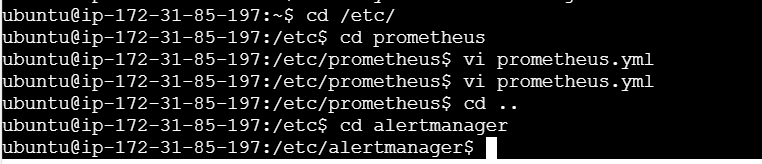 ubuntu@ip-172-31-85-197:~$ cd /etc/
ubuntu@ip-172-31-85-197:/etc$ cd prometheus
ubuntu@ip-172-31-85-197:/etc/prometheus$ vi prometheus.yml
ubuntu@ip-172-31-85-197:/etc/prometheus$ vi prometheus.yml
ubuntu@ip-172-31-85-197:/etc/prometheus$ cd ..
ubuntu@ip-172-31-85-197:/etc$ cd alertmanager
ubuntu@ip-172-31-85-197:/etc/alertmanager$